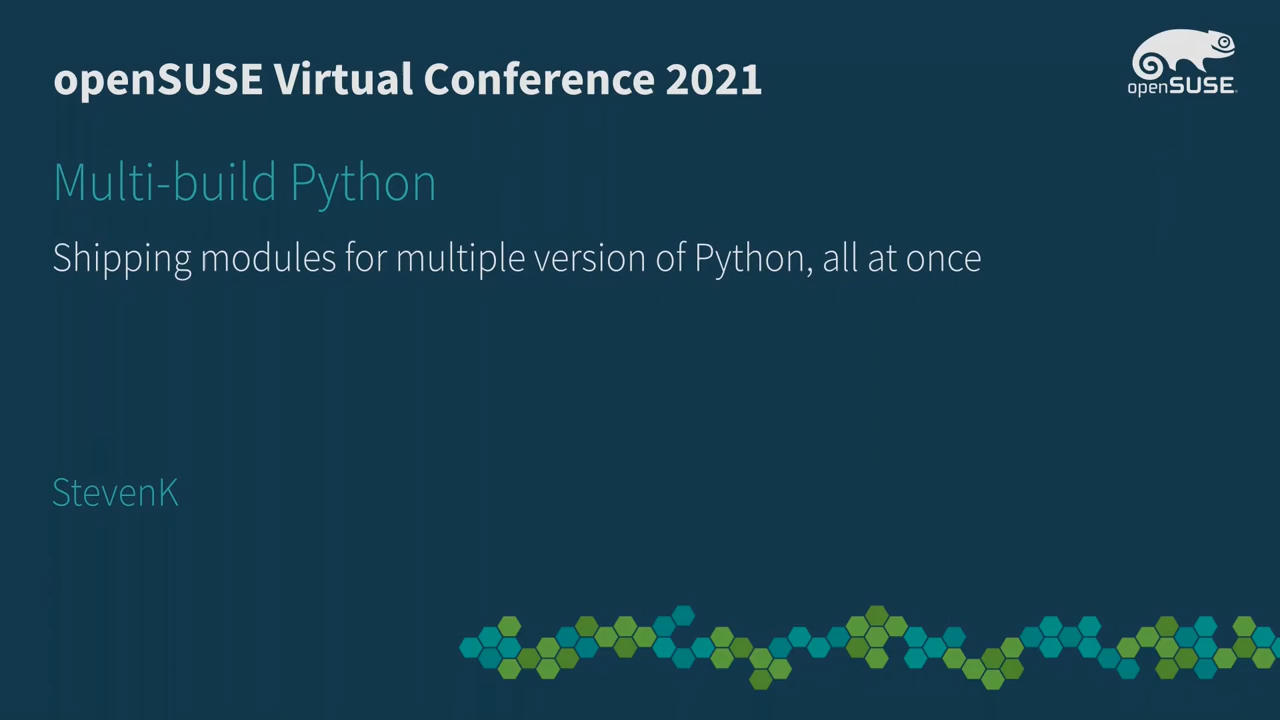 openSUSE Virtual Conference 2021
openSUSE
Multi-build Python
Shipping modules for multiple version of Python, all at once
StevenK